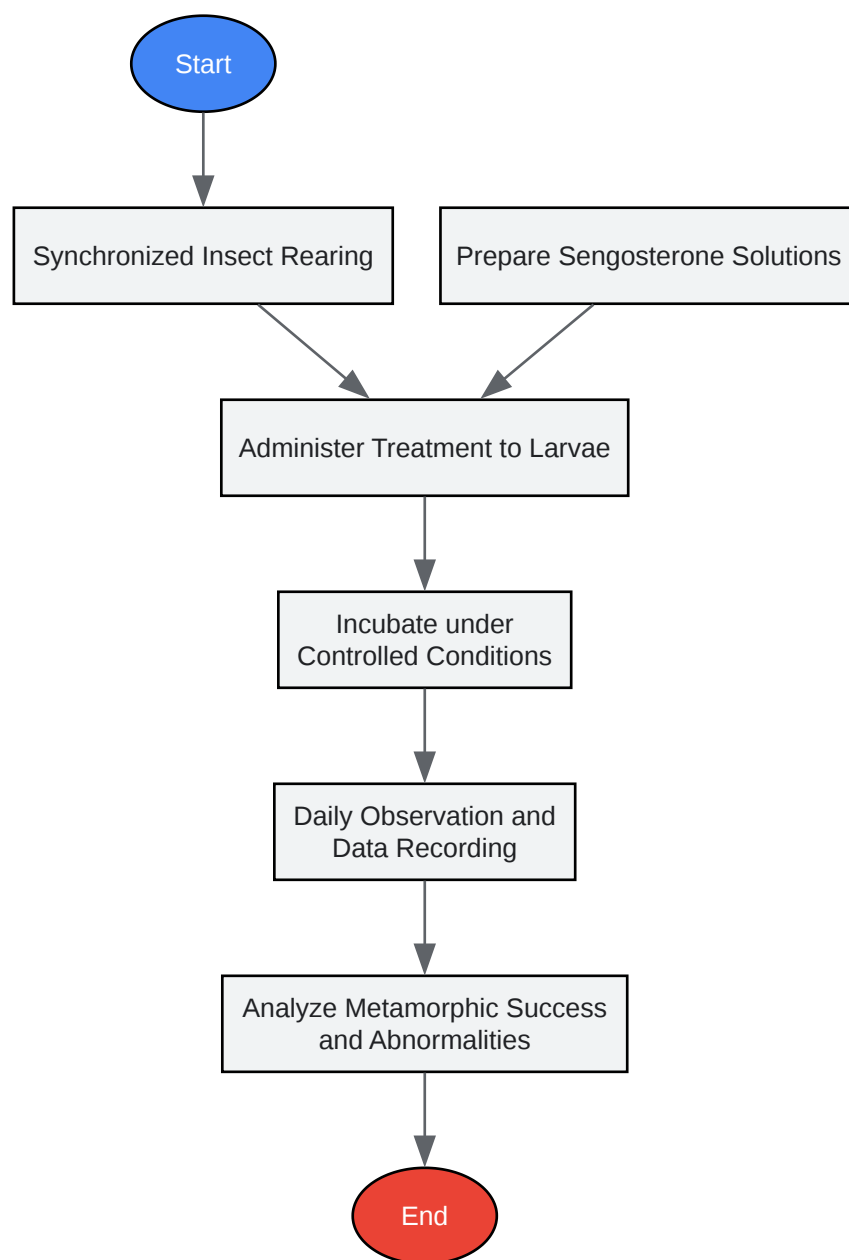 Start
Synchronized Insect Rearing
Prepare Sengosterone Solutions
Administer Treatment to Larvae
Incubate under
Controlled Conditions
Daily Observation and
Data Recording
Analyze Metamorphic Success
and Abnormalities
End